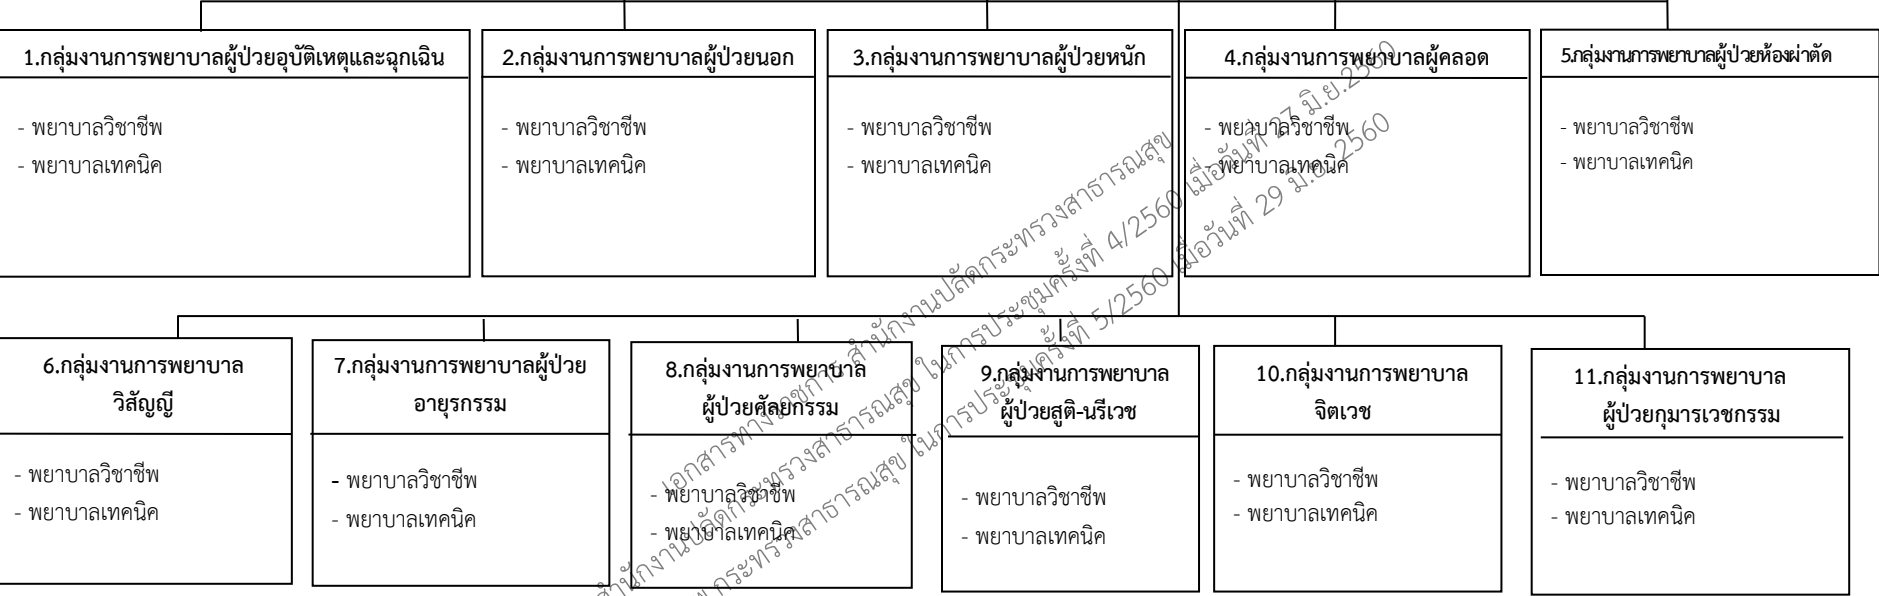 1.กลุ่มงานการพยาบาลผู้ป่วยอุบัติเหตุและฉุกเฉิน
- พยาบาลวิชาชีพ
- พยาบาลเทคนิค
2.กลุ่มงานการพยาบาลผู้ป่วยนอก
- พยาบาลวิชาชีพ
- พยาบาลเทคนิค
3.กลุ่มงานการพยาบาลผู้ป่วยหนัก
- พยาบาลวิชาชีพ
- พยาบาลเทคนิค
4.กลุ่มงานการพยาบาลผู้คลอด
- พยาบาลวิชาชีพ
- พยาบาลเทคนิค
5.กลุ่มงานการพยาบาลผู้ป่วยห้องผ่าตัด
- พยาบาลวิชาชีพ
- พยาบาลเทคนิค
6.กลุ่มงานการพยาบาล
วิสัญญี
- พยาบาลวิชาชีพ
- พยาบาลเทคนิค
7.กลุ่มงานการพยาบาลผู้ป่วย
อายุรกรรม
- พยาบาลวิชาชีพ
- พยาบาลเทคนิค
8.กลุ่มงานการพยาบาล
ผู้ป่วยศัลยกรรม
- พยาบาลวิชาชีพ
- พยาบาลเทคนิค
9.กลุ่มงานการพยาบาล
ผู้ป่วยสูติ-นรีเวช
- พยาบาลวิชาชีพ
- พยาบาลเทคนิค
10.กลุ่มงานการพยาบาล
จิตเวช
- พยาบาลวิชาชีพ
- พยาบาลเทคนิค
11.กลุ่มงานการพยาบาล
ผู้ป่วยกุมารเวชกรรม
- พยาบาลวิชาชีพ
- พยาบาลเทคนิค
เอกสารทางราชการ สำนักงานปลัดกระทรวงสาธารณสุข
สำนักงานปลัดกระทรวงสาธารณสุข ในการประชุมครั้งที่ 4/2560 เมื่อวันที่ 27 มิ.ย.2560
กระทรวงสาธารณสุข ในการประชุมครั้งที่ 5/2560 เมื่อวันที่ 29 มิ.ย. 2560